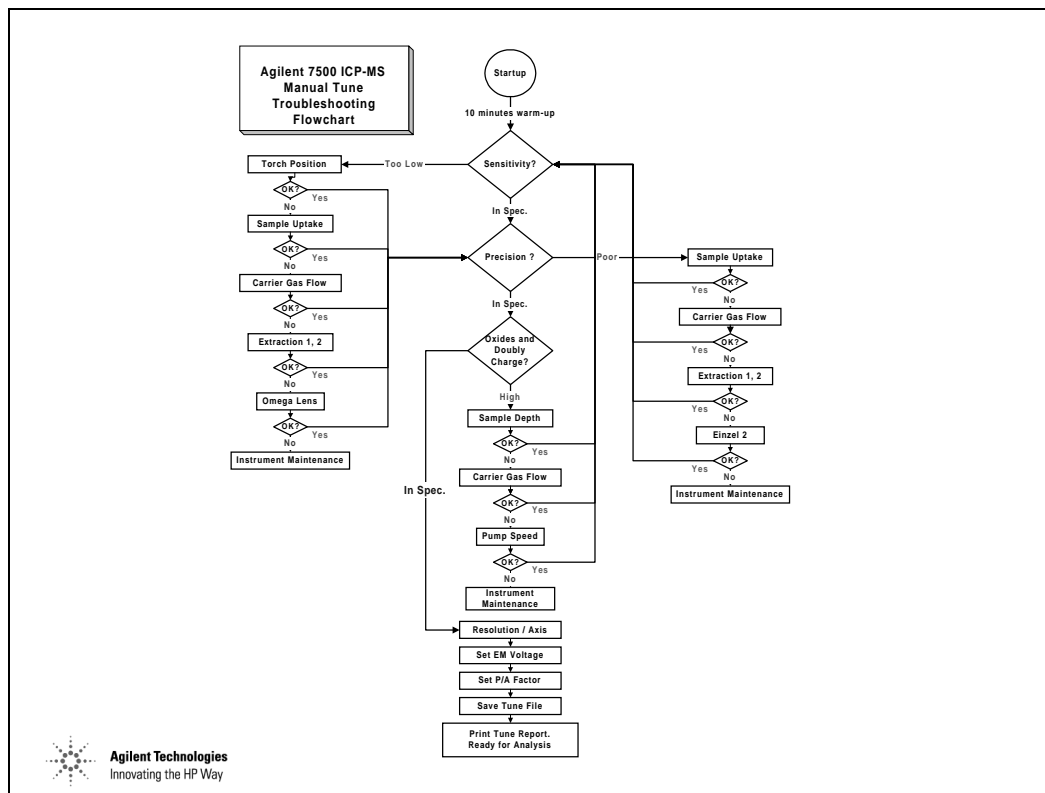 Agilent 7500 ICP-MS
Manual Tune
Troubleshooting
Flowchart
Startup
10 minutes warm-up
Sensitivity?
Too Low
In Spec.
Torch Position
OK?
Yes
No
Sample Uptake
OK?
Yes
No
Carrier Gas Flow
OK?
Yes
No
Extraction 1, 2
OK?
Yes
No
Omega Lens
OK?
Yes
No
Instrument Maintenance
Precision ?
Poor
In Spec.
Sample Uptake
OK?
Yes
No
Carrier Gas Flow
OK?
Yes
No
Extraction 1, 2
OK?
Yes
No
Einzel 2
OK?
Yes
No
Instrument Maintenance
Oxides and
Doubly
Charge?
High
In Spec.
Sample Depth
OK?
Yes
No
Carrier Gas Flow
OK?
Yes
No
Pump Speed
OK?
Yes
No
Instrument
Maintenance
Resolution / Axis
Set EM Voltage
Set P/A Factor
Save Tune File
Print Tune Report.
Ready for Analysis
Agilent Technologies
Innovating the HP Way